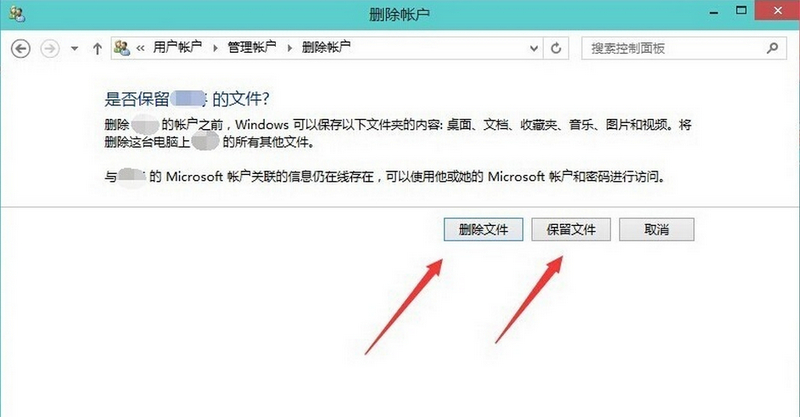 删除帐户
« 用户帐户 › 管理帐户 › 删除帐户
搜索控制面板
是否保留 的文件?
删除 的帐户之前，Windows 可以保存以下文件夹的内容: 桌面、文档、收藏夹、音乐、图片和视频。将
删除这台电脑上 的所有其他文件。
与 的 Microsoft 帐户关联的信息仍在线存在，可以使用他或她的 Microsoft 帐户和密码进行访问。
删除文件 保留文件 取消